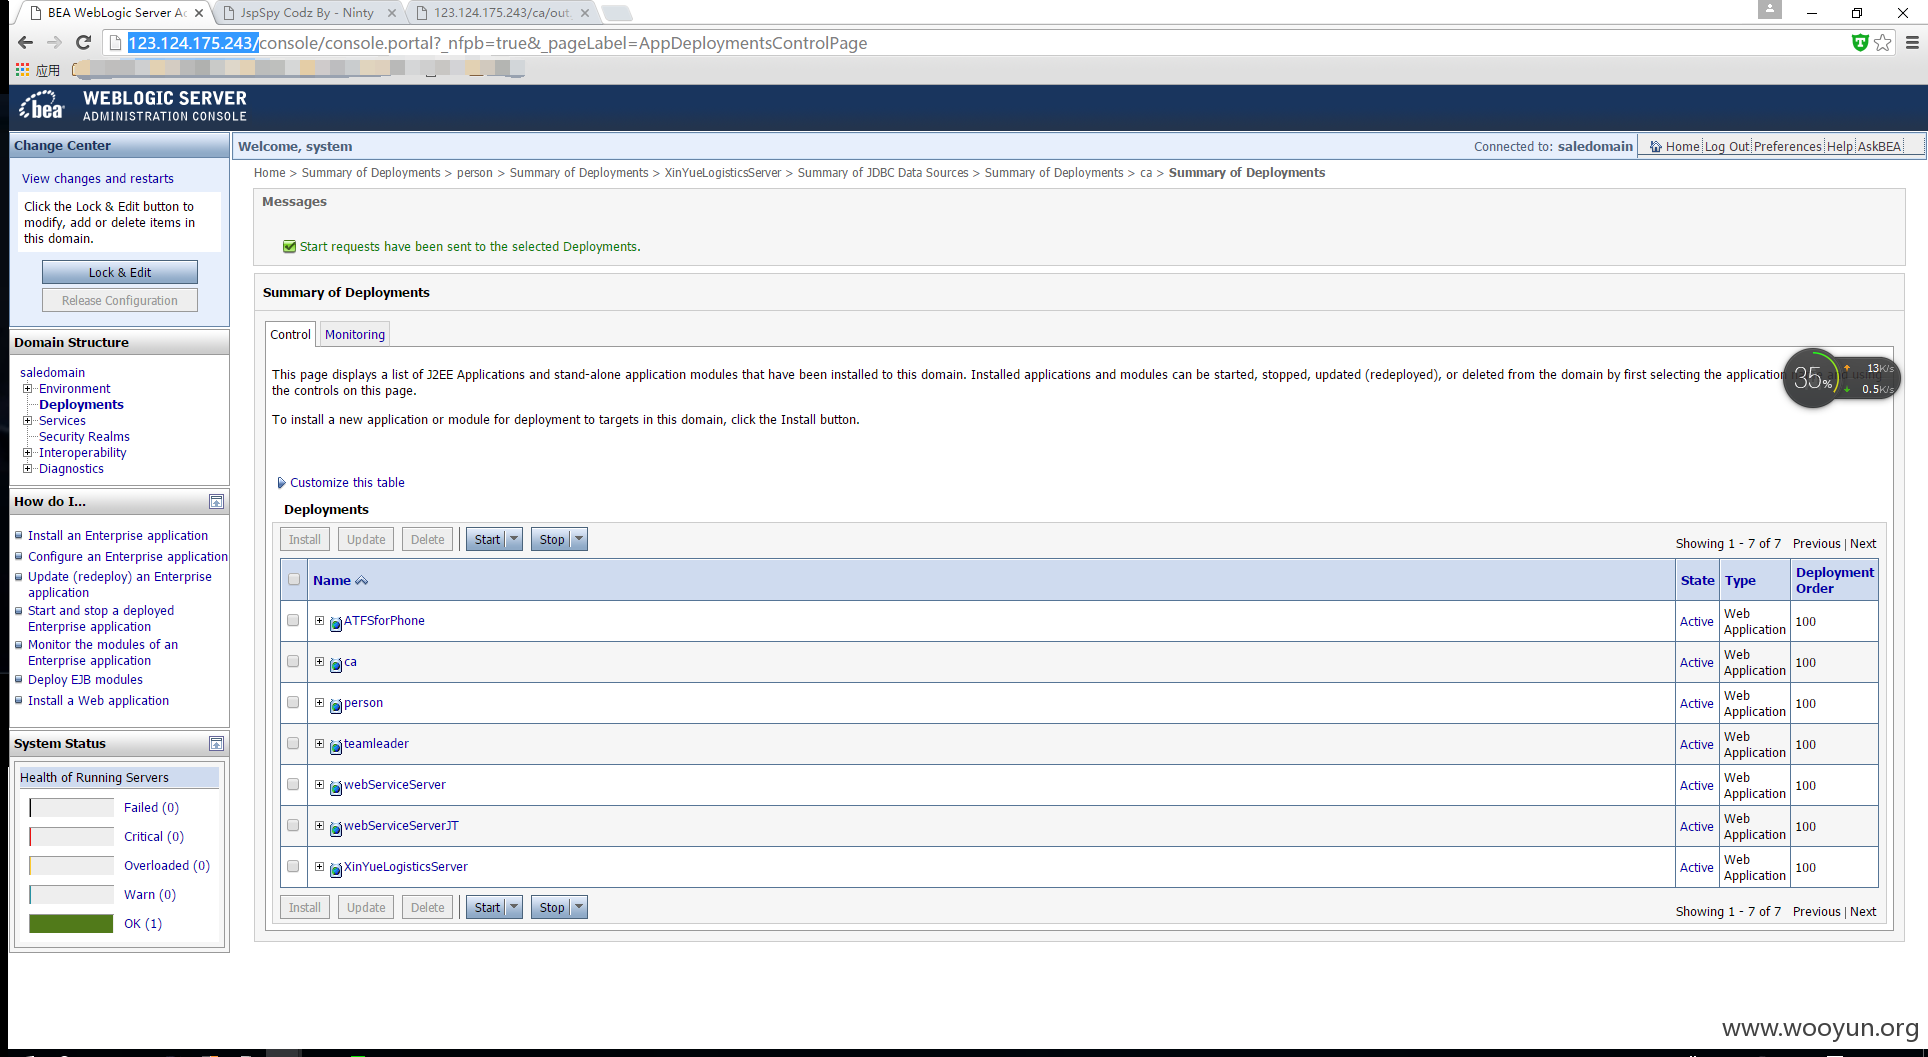 BEA WebLogic Server Ac
JspSpy Codz By - Ninty
123.124.175.243/ca/out
123.124.175.243/console/console.portal?_nfpb=true&_pageLabel=AppDeploymentsControlPage
应用
bea
WEBLOGIC SERVER
ADMINISTRATION CONSOLE
Change Center
View changes and restarts
Click the Lock & Edit button to
modify, add or delete items in
this domain.
Lock & Edit
Release Configuration
Domain Structure
saledomain
Environment
Deployments
Services
Security Realms
Interoperability
Diagnostics
How do I...
Install an Enterprise application
Configure an Enterprise application
Update (redeploy) an Enterprise
application
Start and stop a deployed
Enterprise application
Monitor the modules of an
Enterprise application
Deploy EJB modules
Install a Web application
System Status
Health of Running Servers
Failed (0)
Critical (0)
Overloaded (0)
Warn (0)
OK (1)
Welcome, system
Connected to: saledomain
Home Log Out Preferences Help AskBEA
Home > Summary of Deployments > person > Summary of Deployments > XinYueLogisticsServer > Summary of JDBC Data Sources > Summary of Deployments > ca > Summary of Deployments
Messages
Start requests have been sent to the selected Deployments.
Summary of Deployments
Control Monitoring
This page displays a list of J2EE Applications and stand-alone application modules that have been installed to this domain. Installed applications and modules can be started, stopped, updated (redeployed), or deleted from the domain by first selecting the application
the controls on this page.
35% 13K/s
0.5K/s
To install a new application or module for deployment to targets in this domain, click the Install button.
Customize this table
Deployments
Install Update Delete Start Stop
Showing 1 - 7 of 7 Previous | Next
Name State Type Deployment
Order
ATFSforPhone Active Web
Application 100
ca Active Web
Application 100
person Active Web
Application 100
teamleader Active Web
Application 100
webServiceServer Active Web
Application 100
webServiceServerJT Active Web
Application 100
XinYueLogisticsServer Active Web
Application 100
Install Update Delete Start Stop
Showing 1 - 7 of 7 Previous | Next
www.wooyun.org